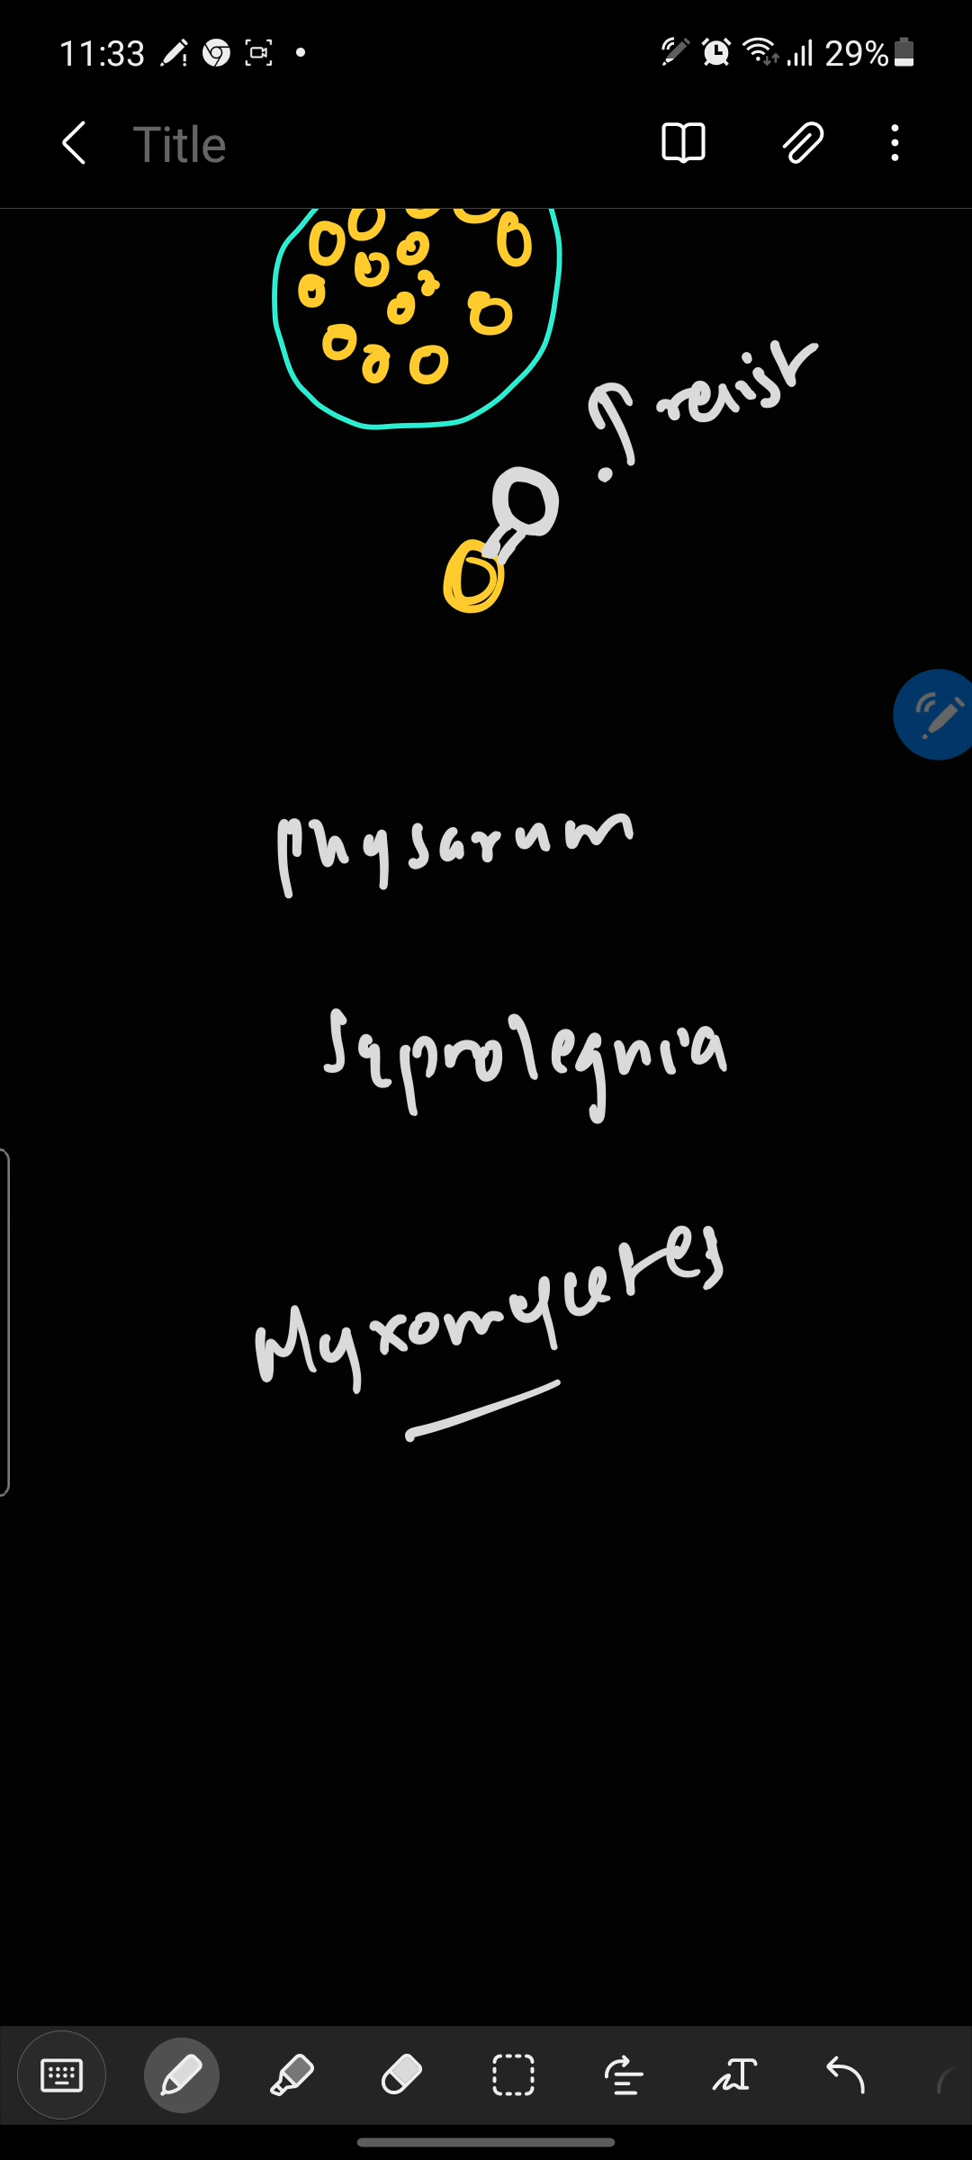 11:33
29%
Title
↑ resist
Physarum
Saprolegnia
Myxomycetes